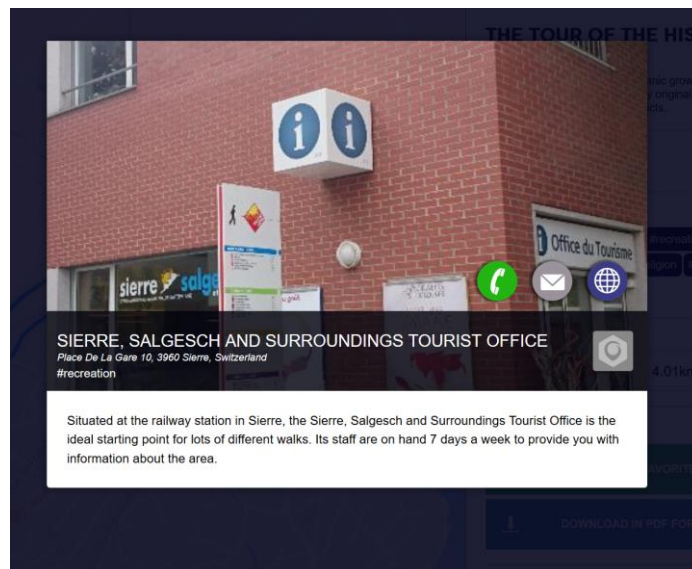 THE TOUR OF THE HIS
i
i
Office du Tourisme
sierre salge
SIERRE, SALGESCH AND SURROUNDINGS TOURIST OFFICE
Place De La Gare 10, 3960 Sierre, Switzerland
#recreation
4.01k
Situated at the railway station in Sierre, the Sierre, Salgesch and Surroundings Tourist Office is the
ideal starting point for lots of different walks. Its staff are on hand 7 days a week to provide you with
information about the area.
DOWNLOAD IN PDF FOR